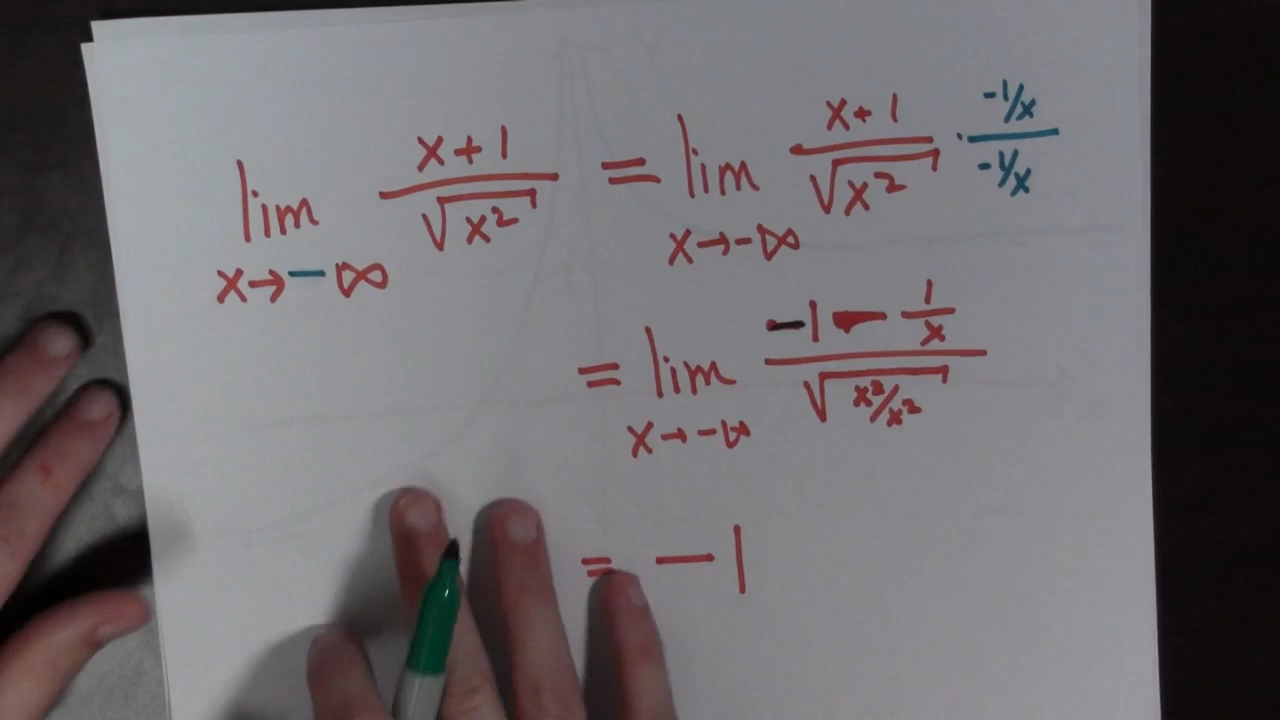 lim x→-∞ (x+1)/√(x²) = lim x→-∞ (x+1)/√(x²) · (-1/x)/(-1/x)
= lim x→-∞ (-1 - 1/x)/√(x²/x²)
= -1